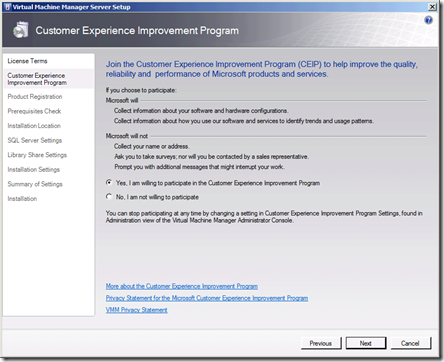 Virtual Machine Manager Server Setup
Customer Experience Improvement Program
License Terms
Customer Experience
Improvement Program
Product Registration
Prerequisites Check
Installation Location
SQL Server Settings
Library Share Settings
Installation Settings
Summary of Settings
Installation
Join the Customer Experience Improvement Program (CEIP) to help improve the quality,
reliability and performance of Microsoft products and services.
If you choose to participate:
Microsoft will
Collect information about your software and hardware configurations.
Collect information about how you use our software and services to identify trends and usage patterns.
Microsoft will not
Collect your name or address.
Ask you to take surveys; nor will you be contacted by a sales representative.
Prompt you with additional messages that might interrupt your work.
Yes, I am willing to participate in the Customer Experience Improvement Program
No, I am not willing to participate
You can stop participating at any time by changing a setting in Customer Experience Improvement Program Settings, found in
Administration view of the Virtual Machine Manager Administrator Console.
More about the Customer Experience Improvement Program
Privacy Statement for the Microsoft Customer Experience Improvement Program
VMM Privacy Statement
Previous
Next
Cancel